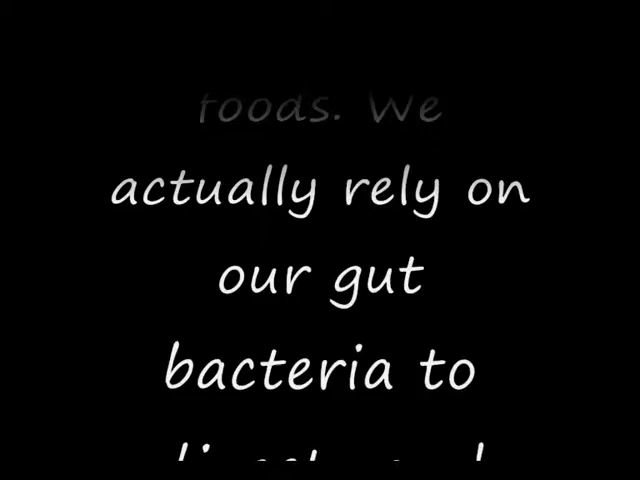 foods. We
actually rely on
our gut
bacteria to